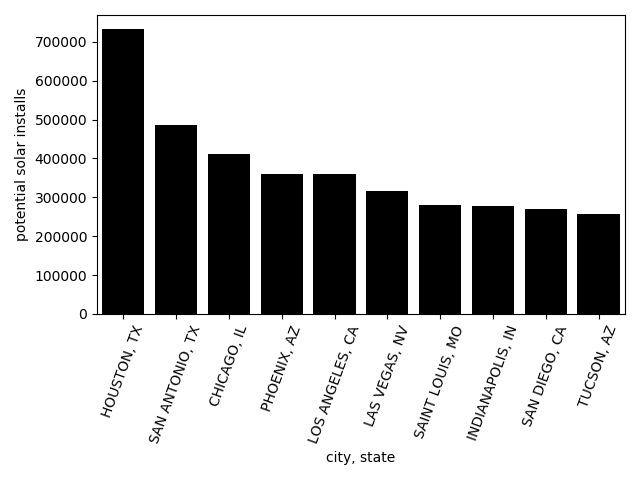 700000
600000
500000
400000
300000
200000
100000
0
potential solar installs
HOUSTON, TX
SAN ANTONIO, TX
CHICAGO, IL
PHOENIX, AZ
LOS ANGELES, CA
LAS VEGAS, NV
SAINT LOUIS, MO
INDIANAPOLIS, IN
SAN DIEGO, CA
TUCSON, AZ
city, state